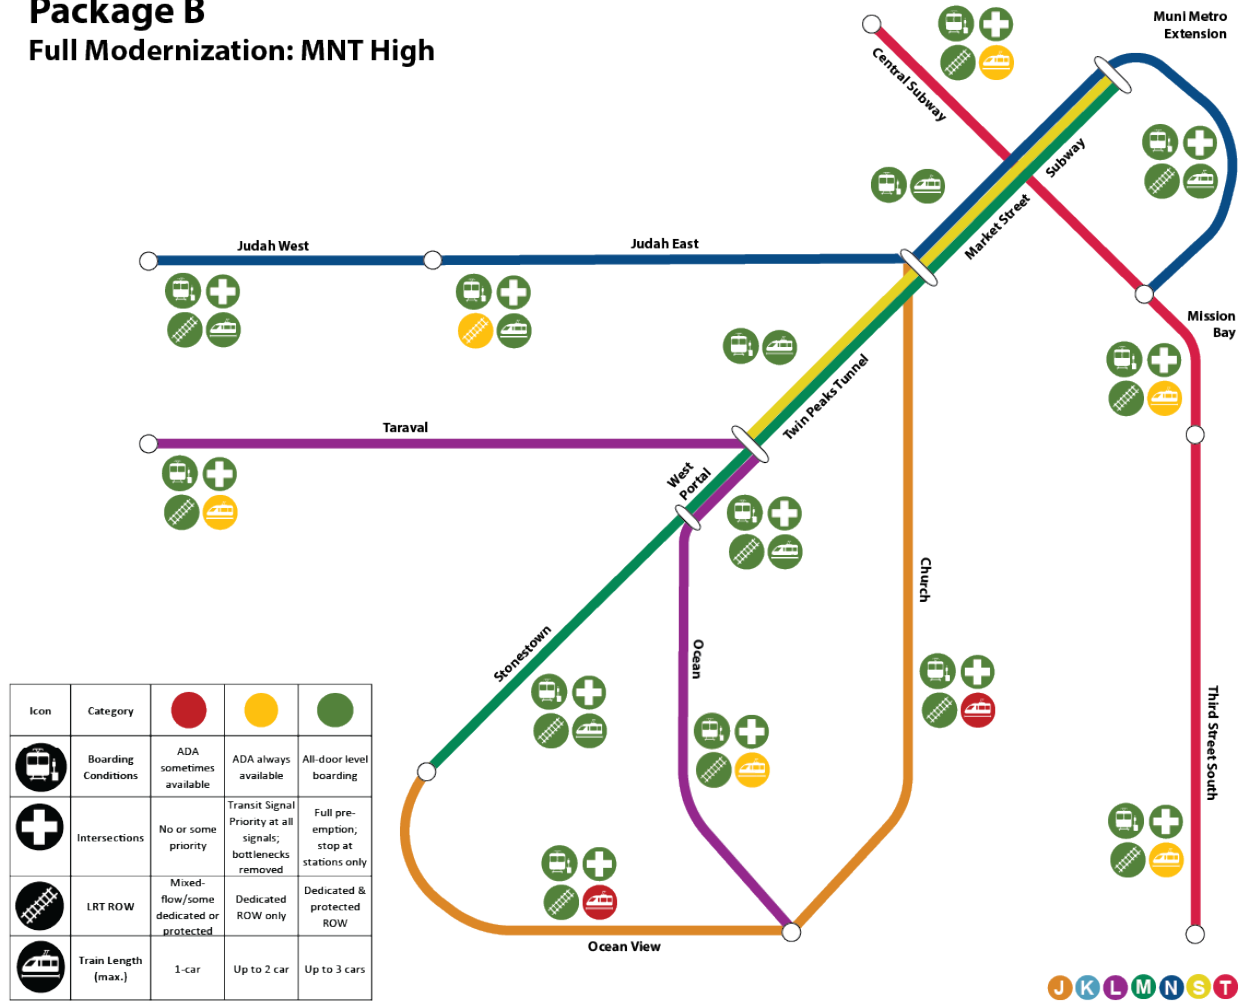 Package B
Full Modernization: MNT High
Muni Metro
Extension
Central Subway
Subway
Market Street
Judah West
Judah East
Mission
Bay
Twin Peaks Tunnel
Taraval
West
Portal
Church
Stonestown
Ocean
Third Street South
Ocean View
Icon
Category
Boarding
Conditions
ADA
sometimes
available
ADA always
available
All-door level
boarding
Intersections
No or some
priority
Transit Signal
Priority at all
signals;
bottlenecks
removed
Full pre-
emption;
stop at
stations only
LRT ROW
Mixed-
flow/some
dedicated or
protected
Dedicated
ROW only
Dedicated &
protected
ROW
Train Length
(max.)
1-car
Up to 2 car
Up to 3 cars
J K L M N S T